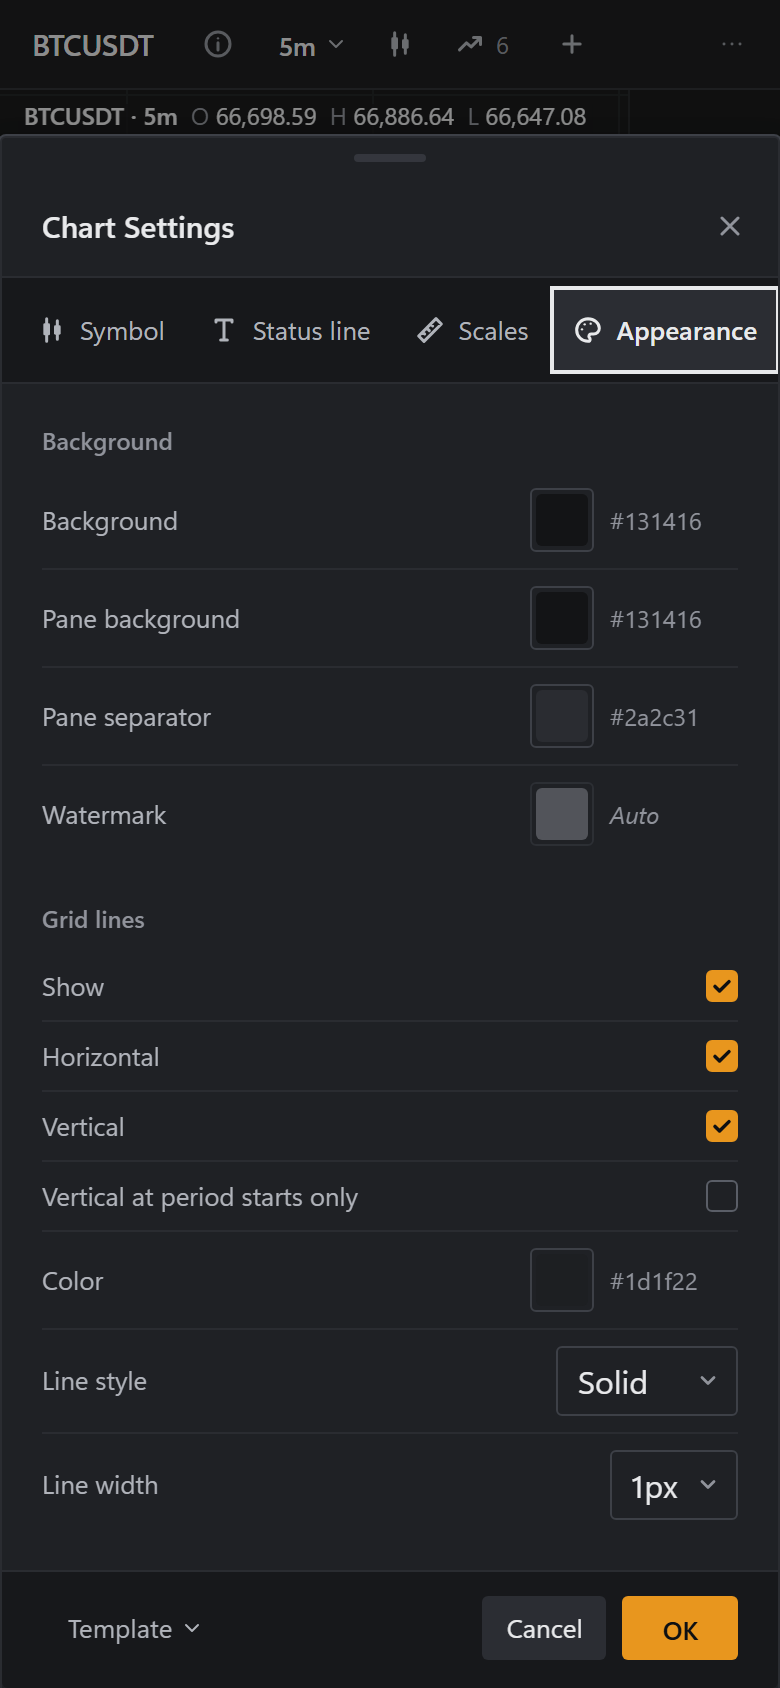 BTCUSDT 5m 6 + ...
BTCUSDT · 5m O 66,698.59 H 66,886.64 L 66,647.08
Chart Settings
Symbol Status line Scales Appearance
Background
Background #131416
Pane background #131416
Pane separator #2a2c31
Watermark Auto
Grid lines
Show
Horizontal
Vertical
Vertical at period starts only
Color #1d1f22
Line style Solid
Line width 1px
Template Cancel OK